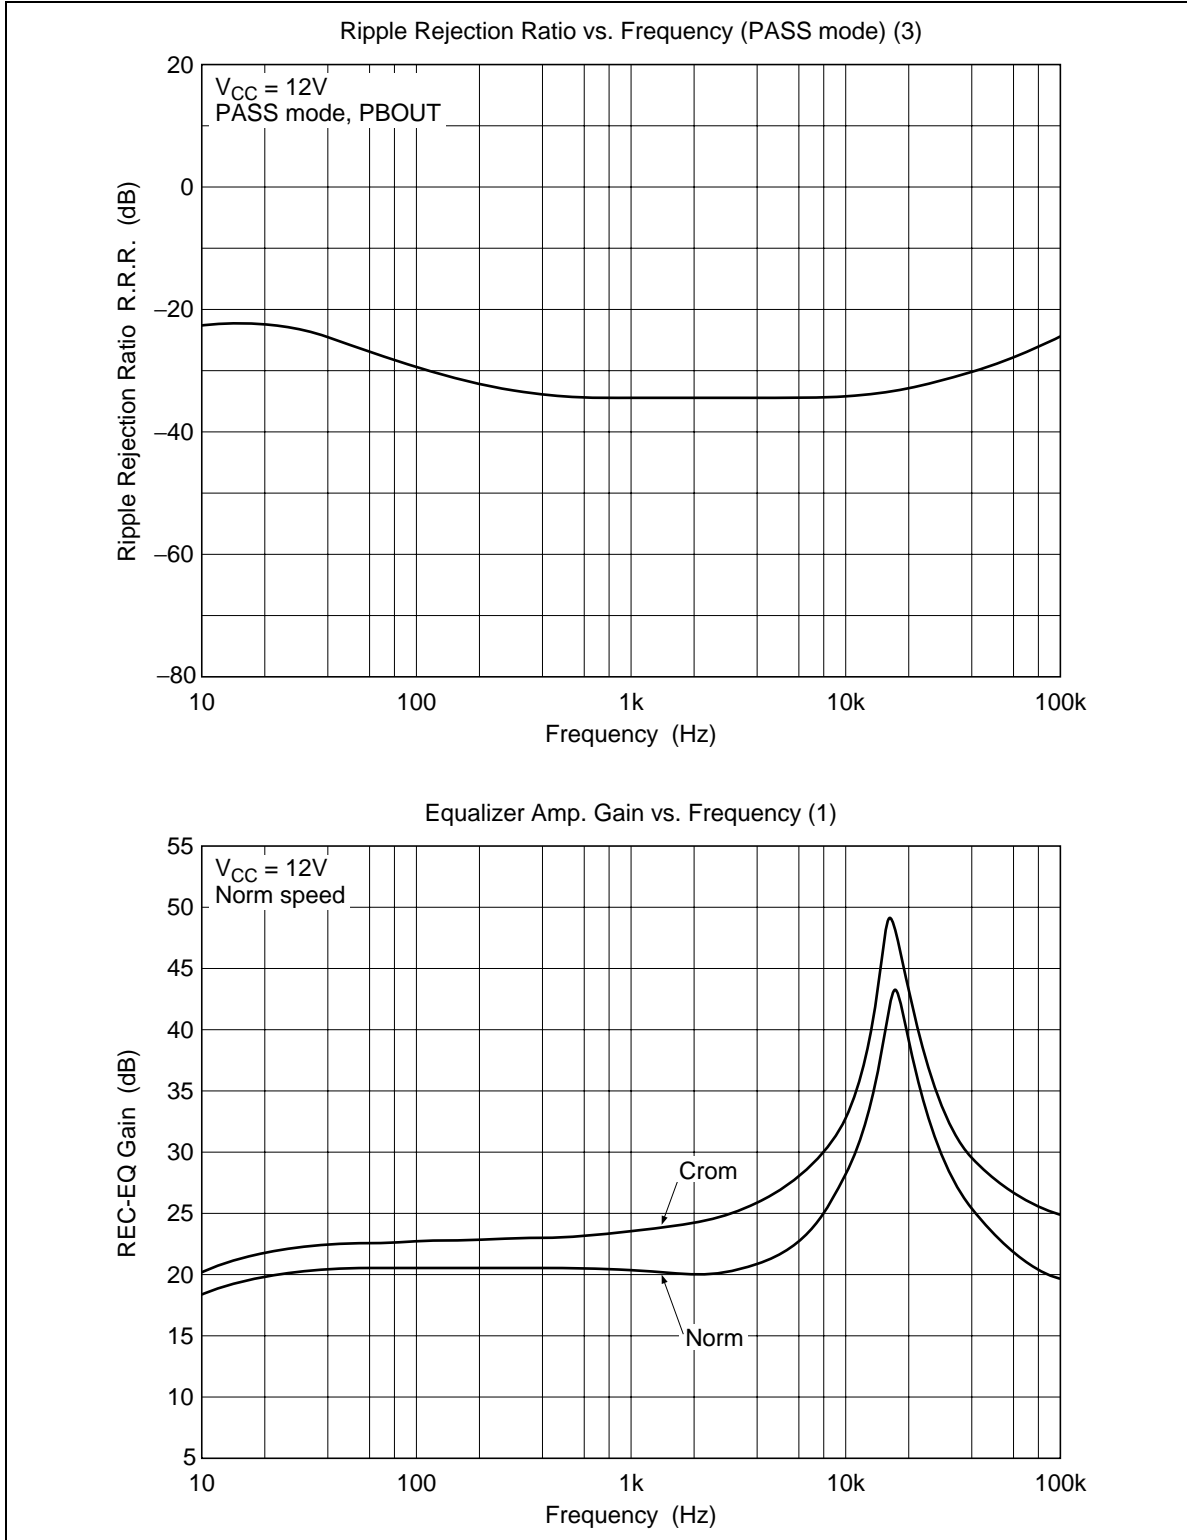 Ripple Rejection Ratio vs. Frequency (PASS mode) (3)
VCC = 12V
PASS mode, PBOUT
Ripple Rejection Ratio R.R.R. (dB)
20
0
–20
–40
–60
–80
10 100 1k 10k 100k
Frequency (Hz)
Equalizer Amp. Gain vs. Frequency (1)
VCC = 12V
Norm speed
REC-EQ Gain (dB)
55
50
45
40
35
30
25
20
15
10
5
Crom
Norm
10 100 1k 10k 100k
Frequency (Hz)